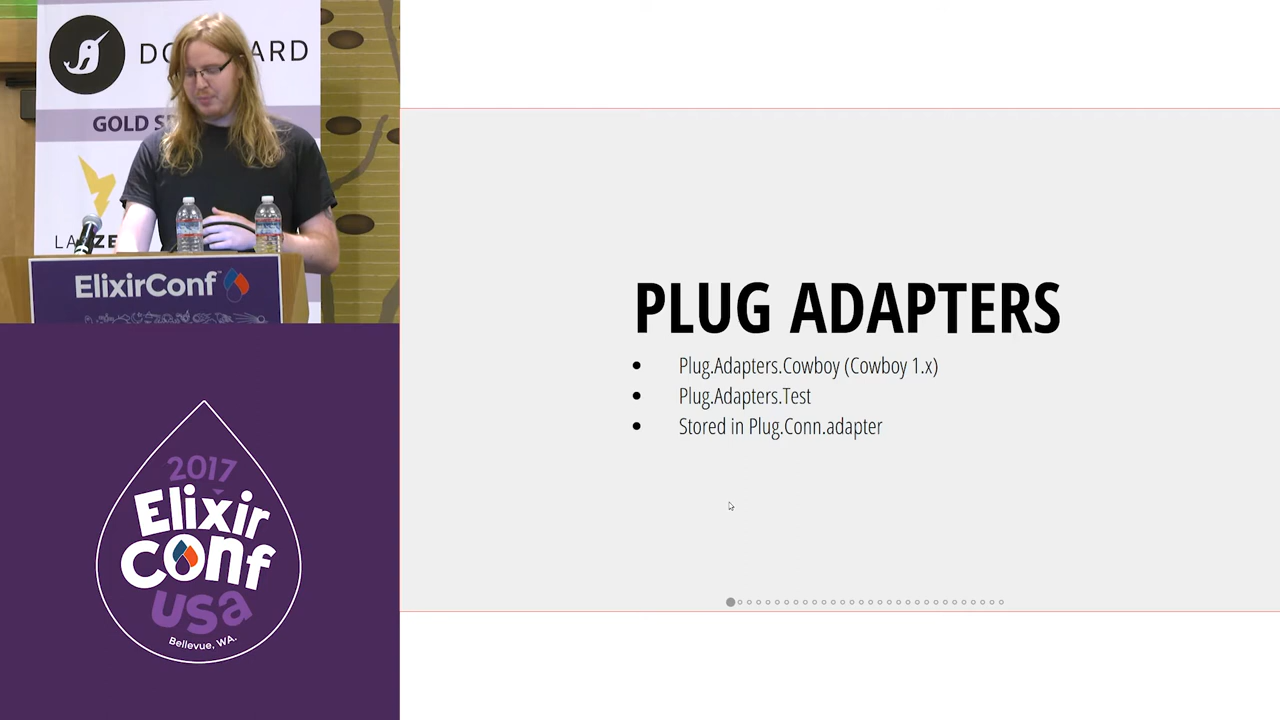 GOLD
ElixirConf
2017
Elixir
Conf
USA
Bellevue, WA.
PLUG ADAPTERS
• Plug.Adapters.Cowboy (Cowboy 1.x)
• Plug.Adapters.Test
• Stored in Plug.Conn.adapter